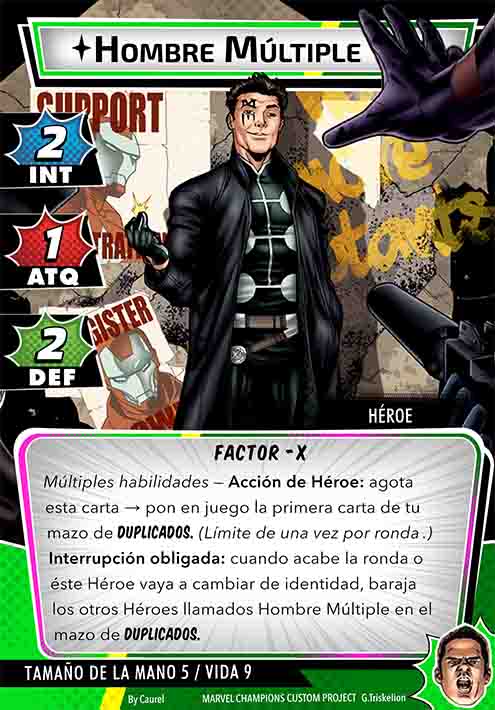 HOMBRE MÚLTIPLE
SUPPORT
2
INT
1
ATQ
2
DEF
HÉROE
FACTOR -X
Múltiples habilidades – Acción de Héroe: agota
esta carta → pon en juego la primera carta de tu
mazo de DUPLICADOS. (Límite de una vez por ronda .)
Interrupción obligada: cuando acabe la ronda o
éste Héroe vaya a cambiar de identidad, baraja
los otros Héroes llamados Hombre Múltiple en el
mazo de DUPLICADOS.
TAMAÑO DE LA MANO 5 / VIDA 9
By Caurel MARVEL CHAMPIONS CUSTOM PROJECT G.Triskelion